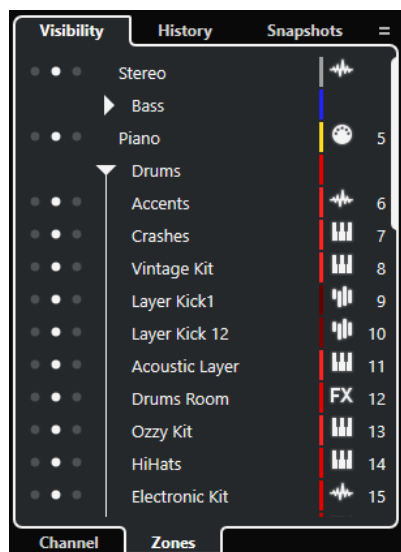 Visibility History Snapshots
Stereo
Bass
Piano 5
Drums
Accents 6
Crashes 7
Vintage Kit 8
Layer Kick1 9
Layer Kick 12 10
Acoustic Layer 11
Drums Room FX 12
Ozzy Kit 13
HiHats 14
Electronic Kit 15
Channel Zones